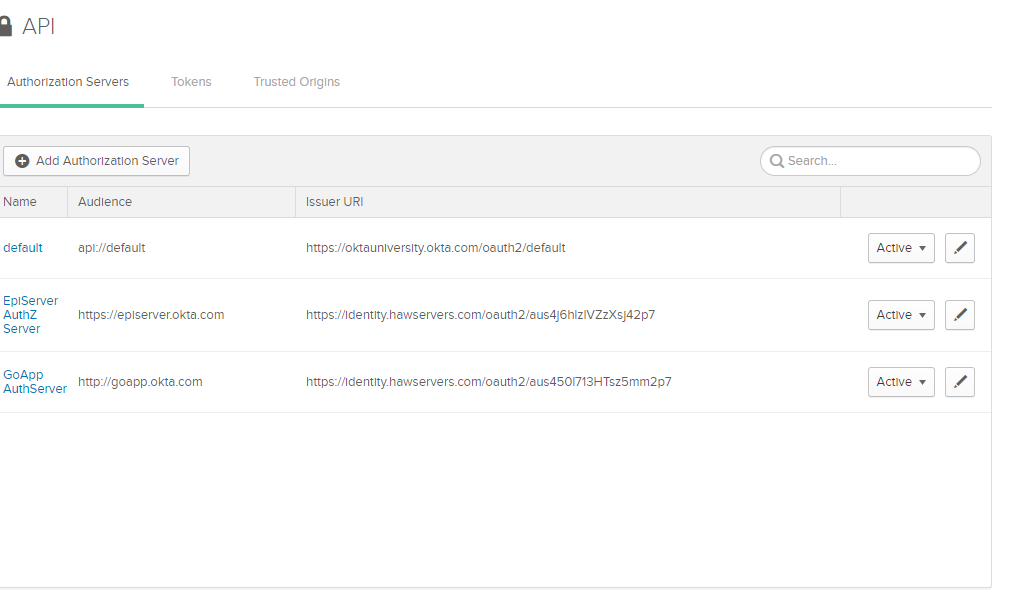 API
Authorization Servers Tokens Trusted Origins
Add Authorization Server Search...
Name Audience Issuer URI
default api://default https://oktauniversity.okta.com/oauth2/default Active
EpiServer
AuthZ
Server
https://episerver.okta.com https://identity.hawservers.com/oauth2/aus4j6hlzIVZzXsj42p7 Active
GoApp
AuthServer
http://goapp.okta.com https://identity.hawservers.com/oauth2/aus450l713HTsz5mm2p7 Active